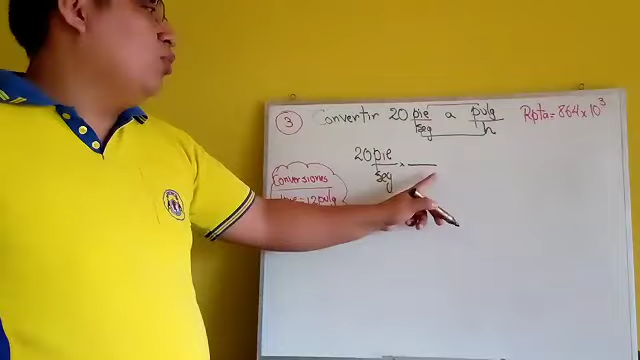 3 Convertir 20 pie/seg a pulg/h Rpta = 864 x 10³
20 pie/seg x
Conversiones
1 pie = 12 pulg